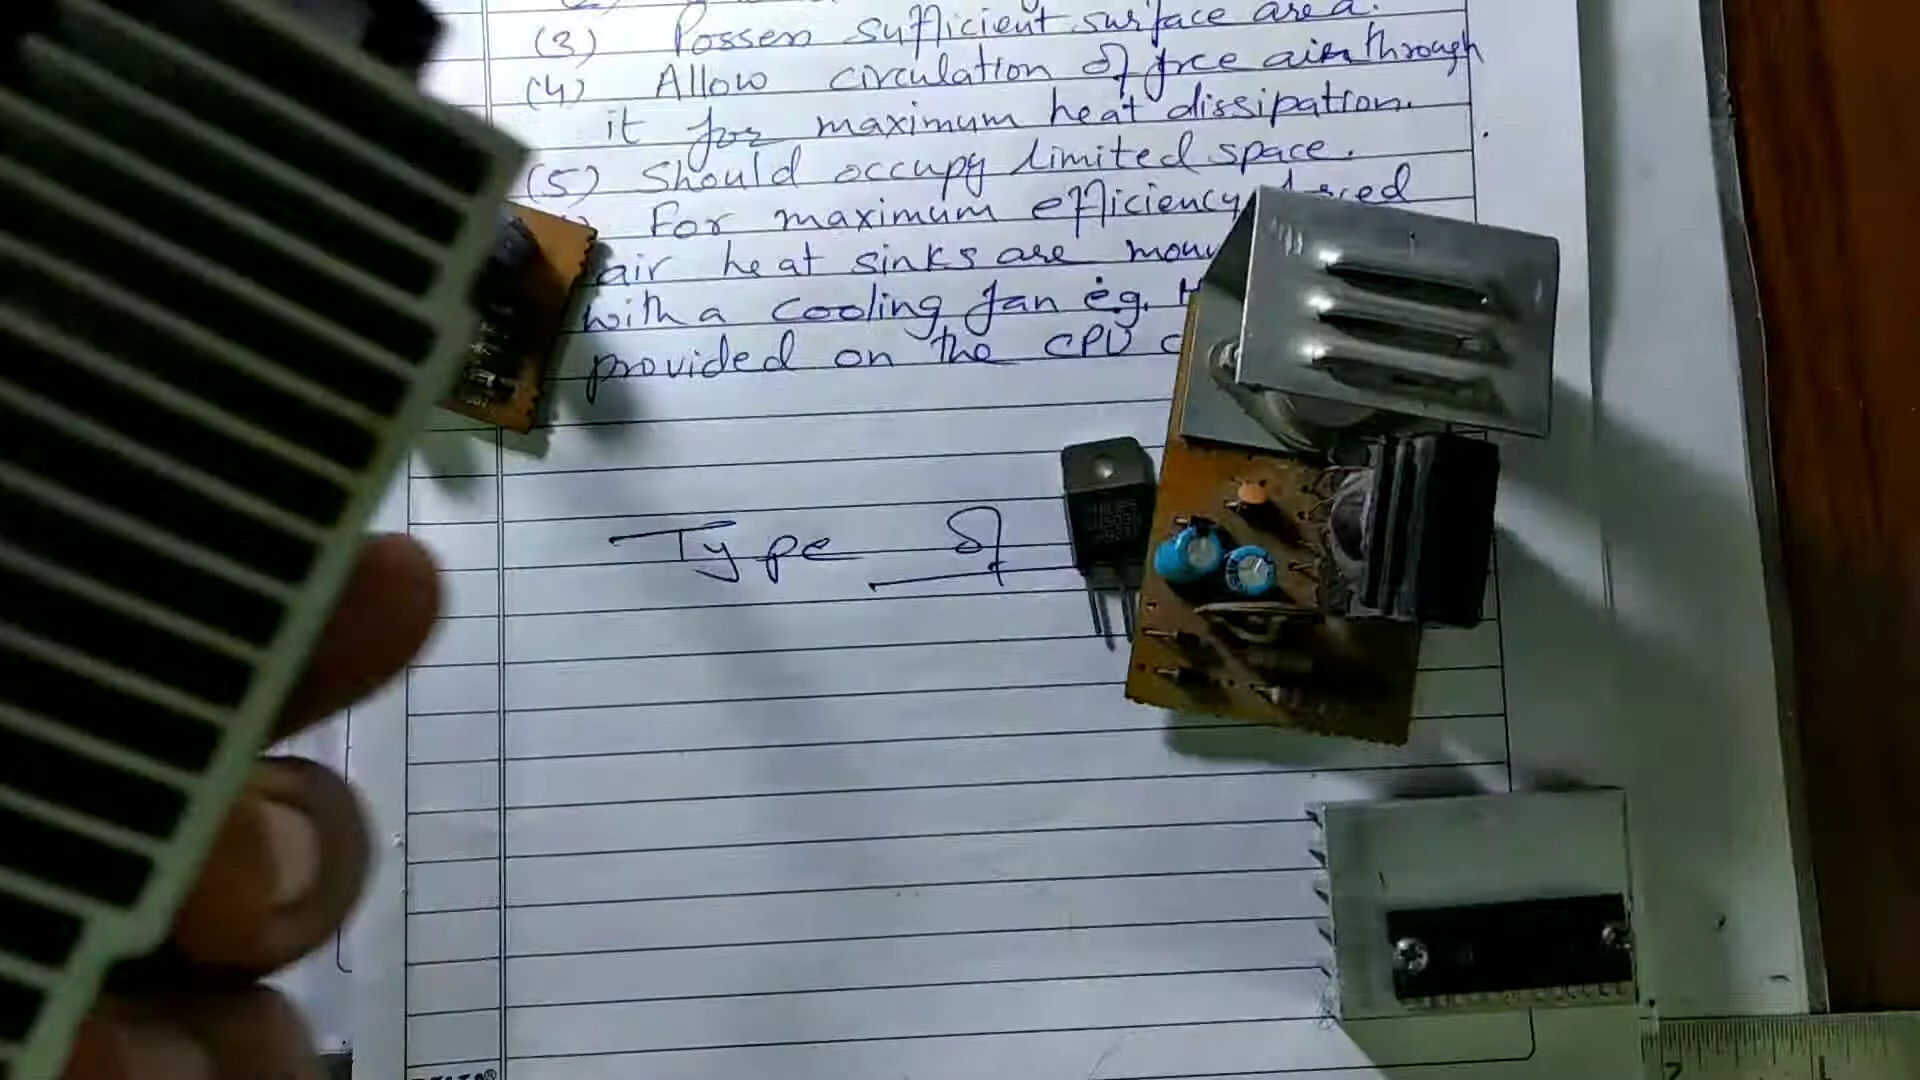 (3) Possess sufficient surface area.
(4) Allow circulation of free air through
it for maximum heat dissipation.
(5) Should occupy limited space.
For maximum efficiency
air heat sinks are
with a cooling fan eg.
provided on the CPU
Type of